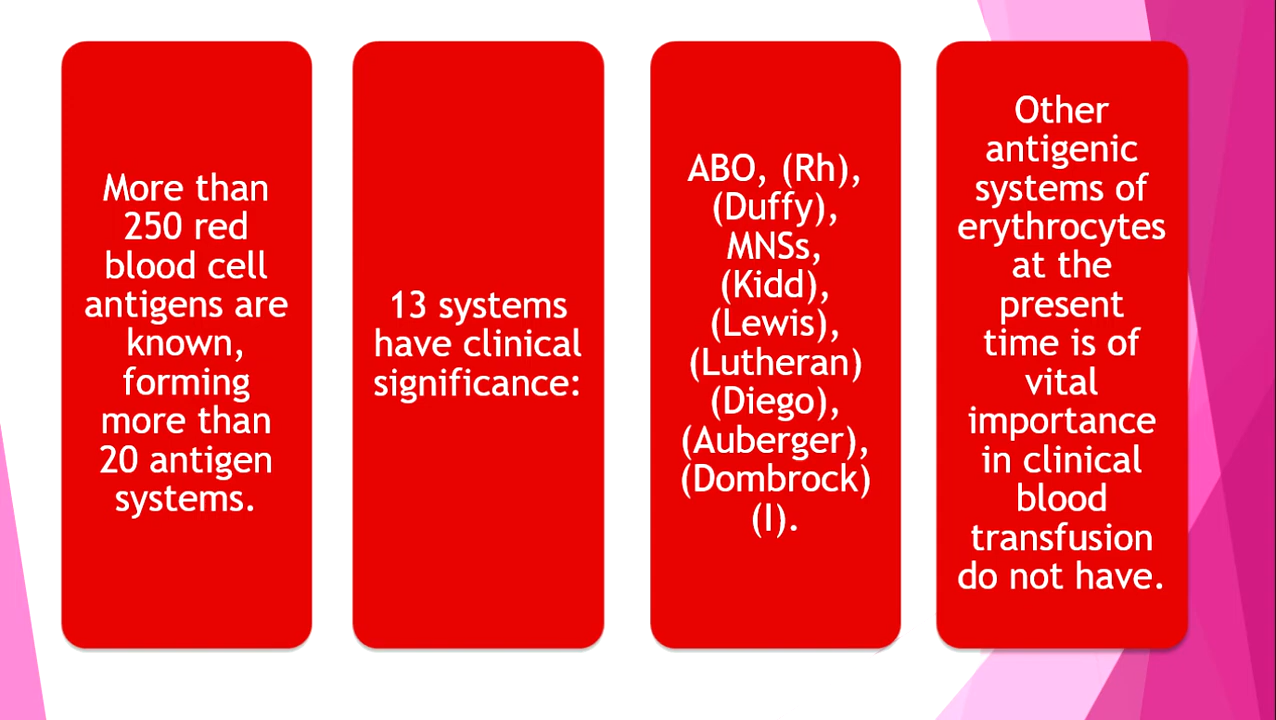 More than
250 red
blood cell
antigens are
known,
forming
more than
20 antigen
systems.
13 systems
have clinical
significance:
ABO, (Rh),
(Duffy),
MNSs,
(Kidd),
(Lewis),
(Lutheran)
(Diego),
(Auberger),
(Dombrock)
(I).
Other
antigenic
systems of
erythrocytes
at the
present
time is of
vital
importance
in clinical
blood
transfusion
do not have.